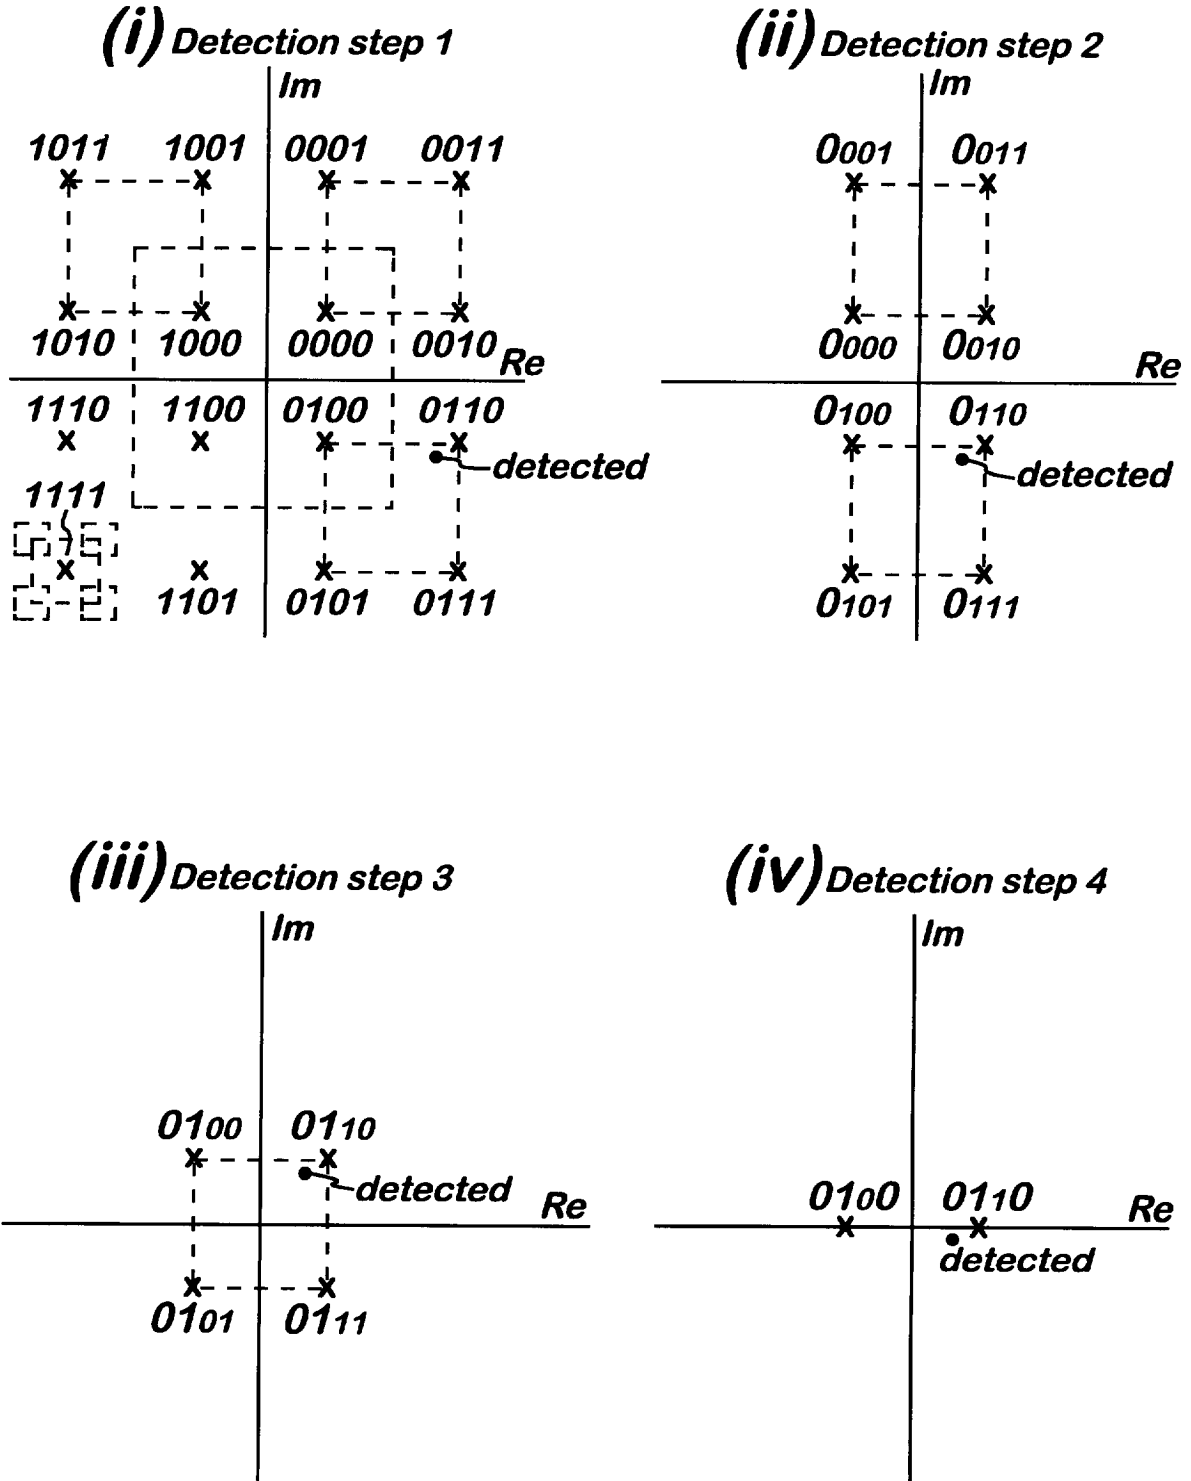 (i) Detection step 1
Im
1011 1001 0001 0011
1010 1000 0000 0010
Re
1110 1100 0100 0110
detected
1111
1101 0101 0111
(ii) Detection step 2
Im
0001 0011
0000 0010
Re
0100 0110
detected
0101 0111
(iii) Detection step 3
Im
0100 0110
detected
Re
0101 0111
(iv) Detection step 4
Im
0100 0110
Re
detected